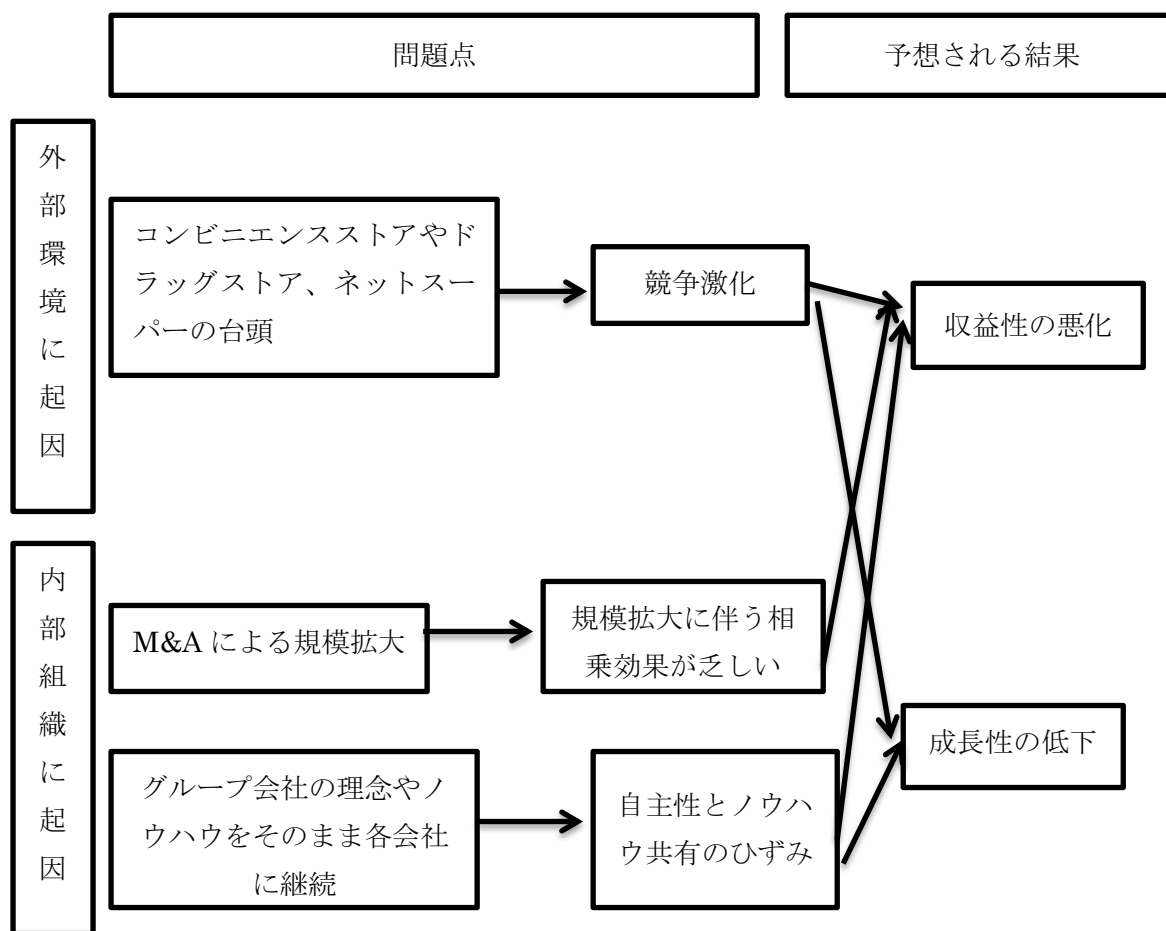 問題点
予想される結果
外部環境に起因
コンビニエンスストアやド
ラッグストア、ネットスー
パーの台頭
競争激化
収益性の悪化
内部組織に起因
M&A による規模拡大
規模拡大に伴う相
乗効果が乏しい
成長性の低下
グループ会社の理念やノ
ウハウをそのまま各会社
に継続
自主性とノウハ
ウ共有のひずみ